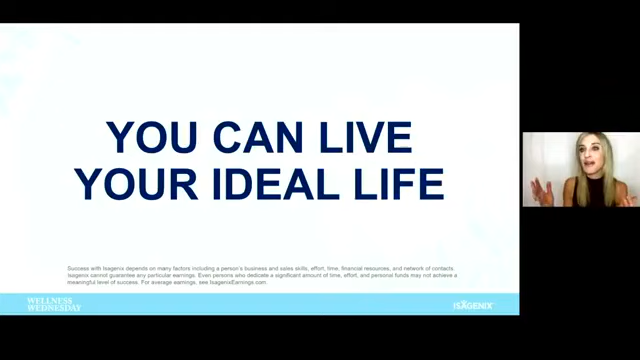 YOU CAN LIVE
YOUR IDEAL LIFE
Success with Isagenix depends on many factors including a person's business and sales skills, effort, time, financial resources, and network of contacts.
Isagenix cannot guarantee any particular earnings. Even persons who dedicate a significant amount of time, effort, and personal funds may not achieve a
meaningful level of success. For average earnings, see IsagenixEarnings.com.
WELLNESS
WEDNESDAY
ISAGENIX